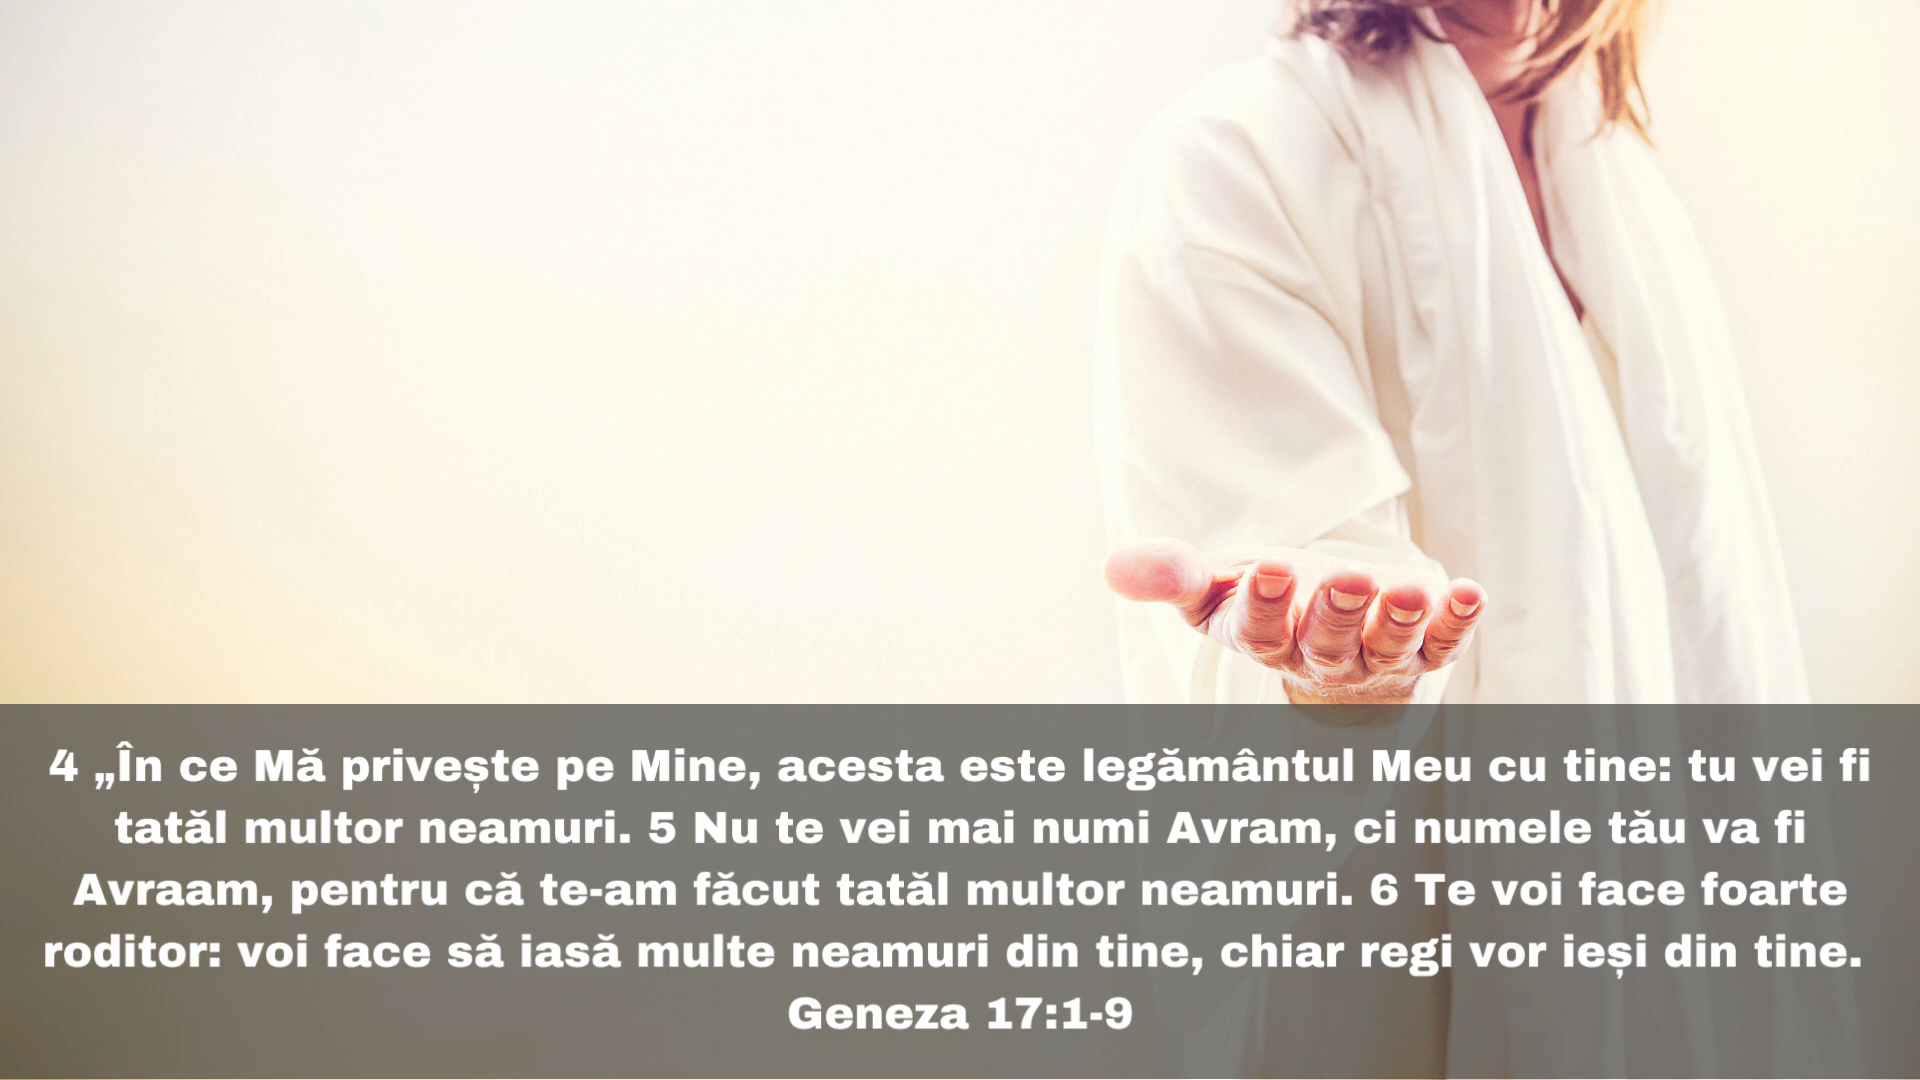 4 „În ce Mă privește pe Mine, acesta este legământul Meu cu tine: tu vei fi
tatăl multor neamuri. 5 Nu te vei mai numi Avram, ci numele tău va fi
Avraam, pentru că te-am făcut tatăl multor neamuri. 6 Te voi face foarte
roditor: voi face să iasă multe neamuri din tine, chiar regi vor ieși din tine.
Geneza 17:1-9